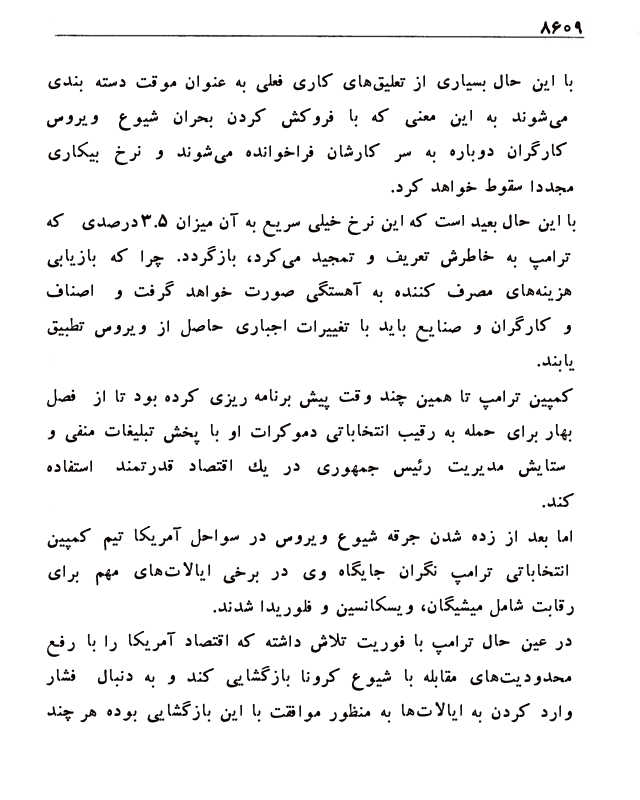 ۸۶۰۹
با این حال بسیاری از تعلیق‌های کاری فعلی به عنوان موقت دسته بندی
می‌شوند به این معنی که با فروکش کردن بحران شیوع ویروس
کارگران دوباره به سر کارشان فراخوانده می‌شوند و نرخ بیکاری
مجددا سقوط خواهد کرد.
با این حال بعید است که این نرخ خیلی سریع به آن میزان ۳.۵درصدی که
ترامپ به خاطرش تعریف و تمجید می‌کرد، بازگردد. چرا که بازیابی
هزینه‌های مصرف کننده به آهستگی صورت خواهد گرفت و اصناف
و کارگران و صنایع باید با تغییرات اجباری حاصل از ویروس تطبیق
یابند.
کمپین ترامپ تا همین چند وقت پیش برنامه ریزی کرده بود تا از فصل
بهار برای حمله به رقیب انتخاباتی دموکرات او با پخش تبلیغات منفی و
ستایش مدیریت رئیس جمهوری در یك اقتصاد قدرتمند استفاده
کند.
اما بعد از زده شدن جرقه شیوع ویروس در سواحل آمریکا تیم کمپین
انتخاباتی ترامپ نگران جایگاه وی در برخی ایالات‌های مهم برای
رقابت شامل میشیگان، ویسکانسین و فلوریدا شدند.
در عین حال ترامپ با فوریت تلاش داشته که اقتصاد آمریکا را با رفع
محدودیت‌های مقابله با شیوع کرونا بازگشایی کند و به دنبال فشار
وارد کردن به ایالات‌ها به منظور موافقت با این بازگشایی بوده هر چند